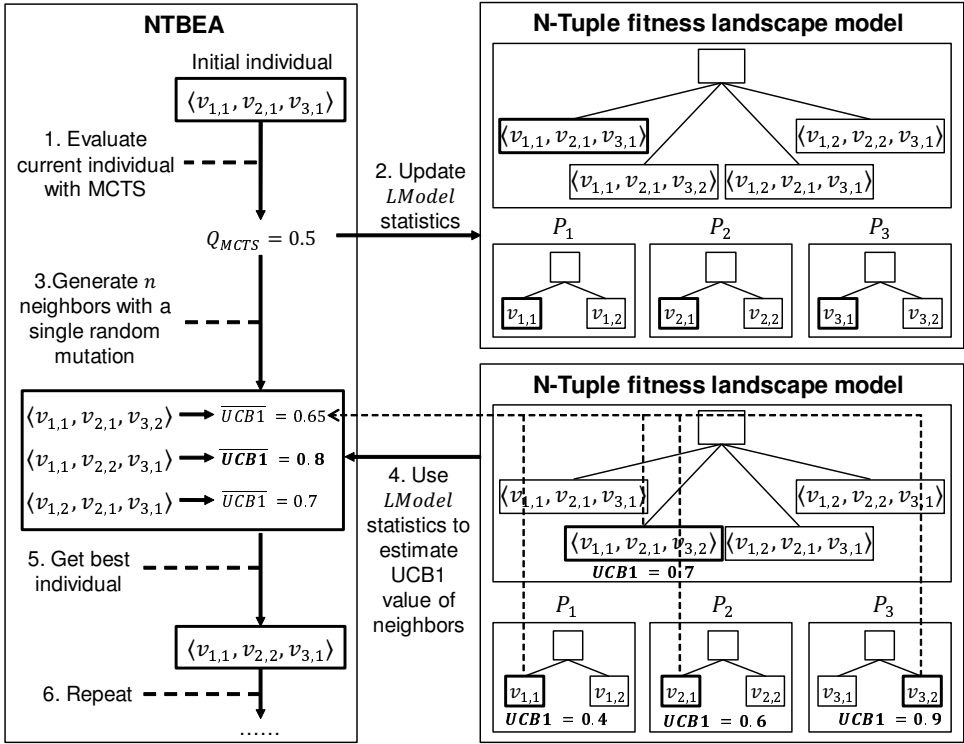 NTBEA
Initial individual
⟨v1,1, v2,1, v3,1⟩
1. Evaluate
current individual
with MCTS
Q_MCTS = 0.5
3.Generate n
neighbors with a
single random
mutation
⟨v1,1, v2,1, v3,2⟩ → UCB1 = 0.65
⟨v1,1, v2,2, v3,1⟩ → UCB1 = 0.8
⟨v1,2, v2,1, v3,1⟩ → UCB1 = 0.7
5. Get best
individual
⟨v1,1, v2,2, v3,1⟩
6. Repeat
......
2. Update
LModel
statistics
4. Use
LModel
statistics to
estimate
UCB1
value of
neighbors
N-Tuple fitness landscape model
⟨v1,1, v2,1, v3,1⟩
⟨v1,2, v2,2, v3,1⟩
⟨v1,1, v2,1, v3,2⟩
⟨v1,2, v2,1, v3,1⟩
P1
P2
P3
v1,1
v1,2
v2,1
v2,2
v3,1
v3,2
N-Tuple fitness landscape model
⟨v1,1, v2,1, v3,1⟩
⟨v1,2, v2,2, v3,1⟩
⟨v1,1, v2,1, v3,2⟩
⟨v1,2, v2,1, v3,1⟩
UCB1 = 0.7
P1
P2
P3
v1,1
v1,2
v2,1
v2,2
v3,1
v3,2
UCB1 = 0.4
UCB1 = 0.6
UCB1 = 0.9